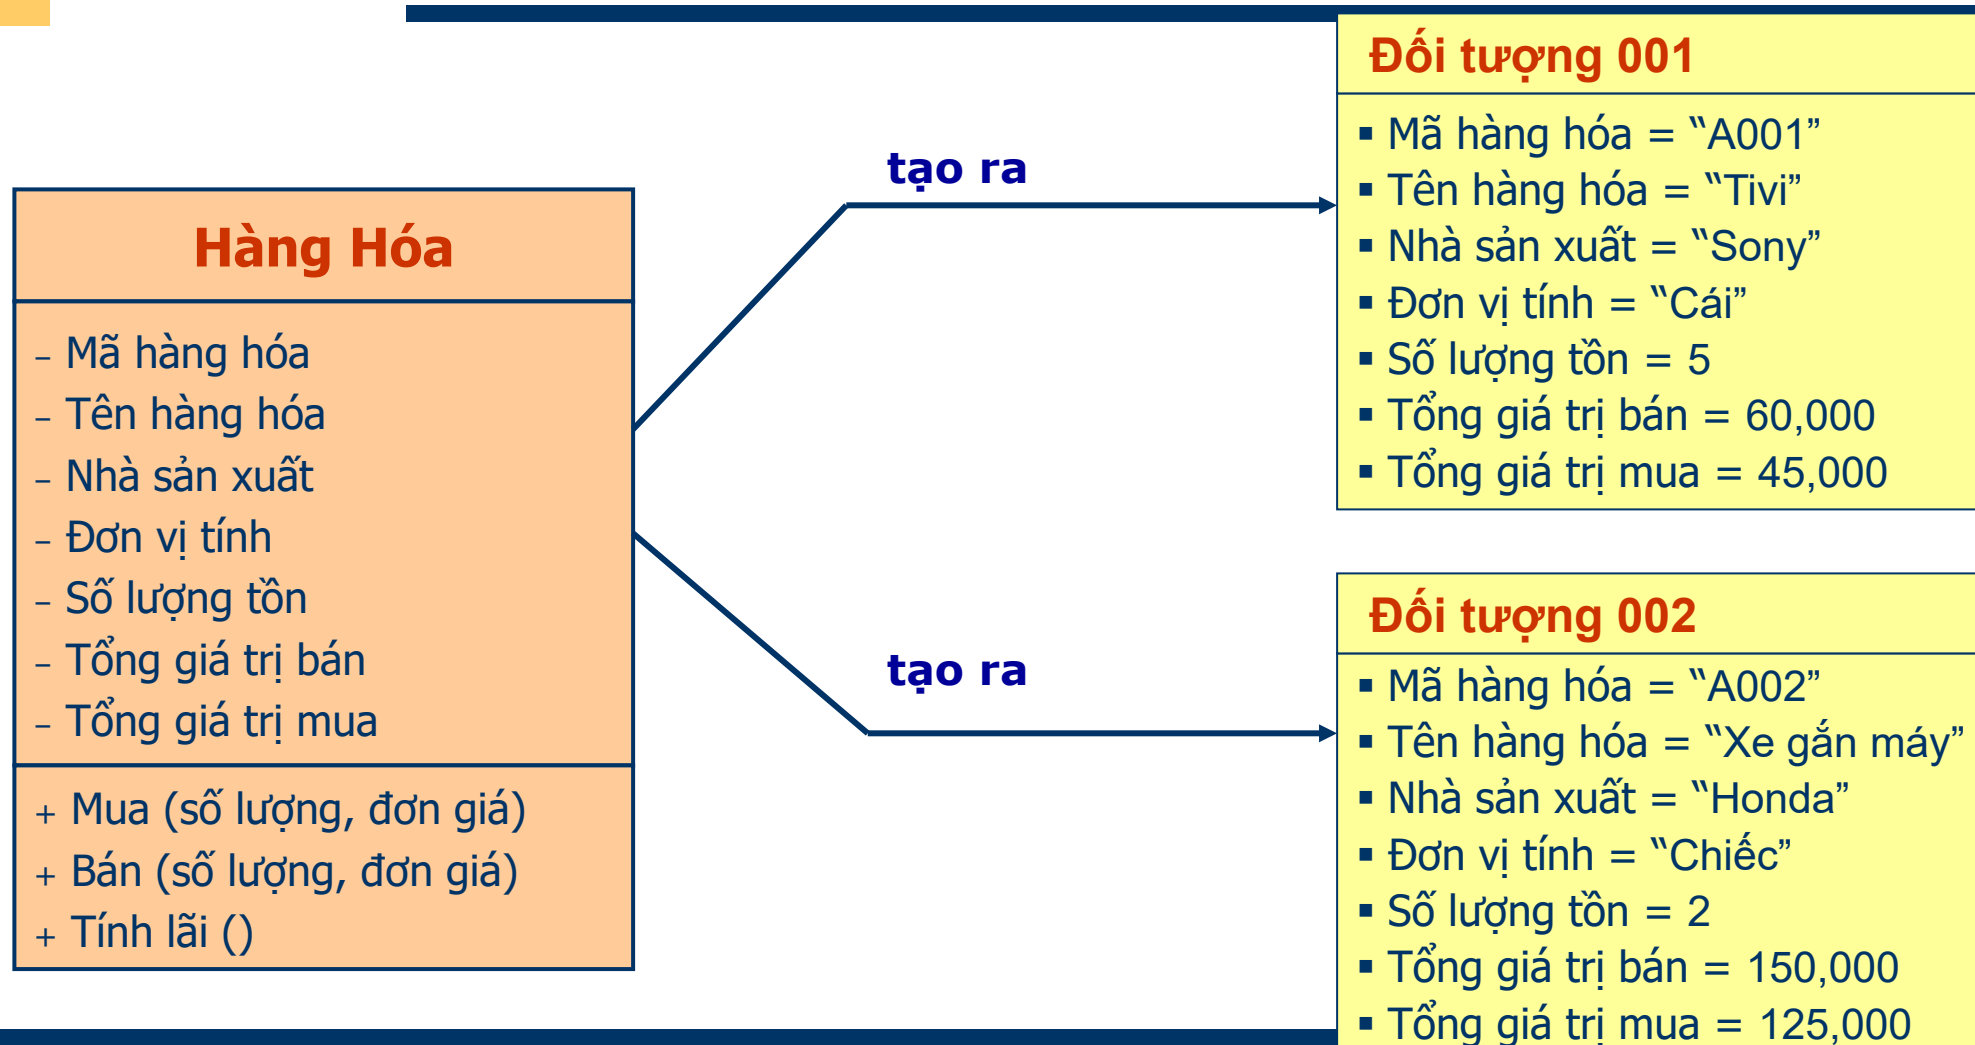 Hàng Hóa
– Mã hàng hóa
– Tên hàng hóa
– Nhà sản xuất
– Đơn vị tính
– Số lượng tồn
– Tổng giá trị bán
– Tổng giá trị mua
+ Mua (số lượng, đơn giá)
+ Bán (số lượng, đơn giá)
+ Tính lãi ()
tạo ra
tạo ra
Đối tượng 001
▪ Mã hàng hóa = “A001”
▪ Tên hàng hóa = “Tivi”
▪ Nhà sản xuất = “Sony”
▪ Đơn vị tính = “Cái”
▪ Số lượng tồn = 5
▪ Tổng giá trị bán = 60,000
▪ Tổng giá trị mua = 45,000
Đối tượng 002
▪ Mã hàng hóa = “A002”
▪ Tên hàng hóa = “Xe gắn máy”
▪ Nhà sản xuất = “Honda”
▪ Đơn vị tính = “Chiếc”
▪ Số lượng tồn = 2
▪ Tổng giá trị bán = 150,000
▪ Tổng giá trị mua = 125,000